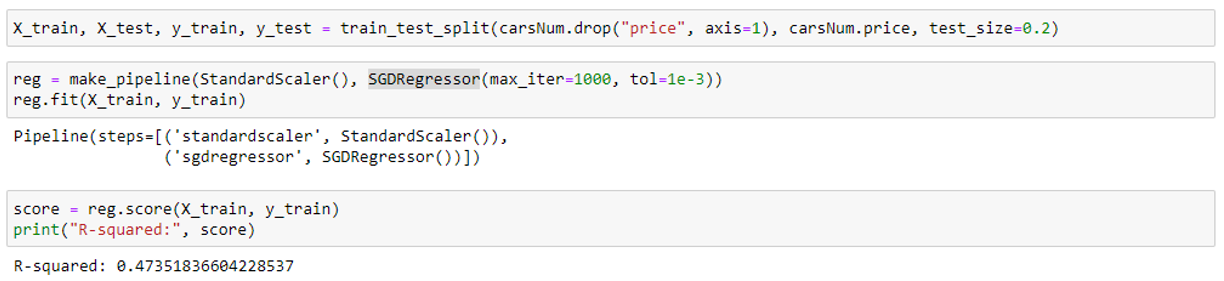 X_train, X_test, y_train, y_test = train_test_split(carsNum.drop("price", axis=1), carsNum.price, test_size=0.2)
reg = make_pipeline(StandardScaler(), SGDRegressor(max_iter=1000, tol=1e-3))
reg.fit(X_train, y_train)
Pipeline(steps=[('standardscaler', StandardScaler()),
('sgdregressor', SGDRegressor())])
score = reg.score(X_train, y_train)
print("R-squared:", score)
R-squared: 0.47351836604228537